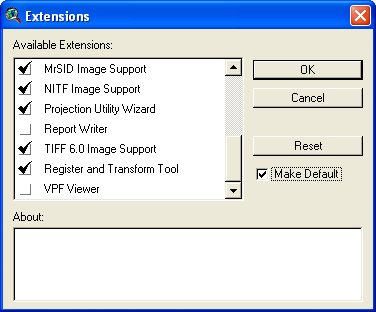 Extensions
Available Extensions:
MrSID Image Support
NITF Image Support
Projection Utility Wizard
Report Writer
TIFF 6.0 Image Support
Register and Transform Tool
VPF Viewer
OK
Cancel
Reset
Make Default
About: